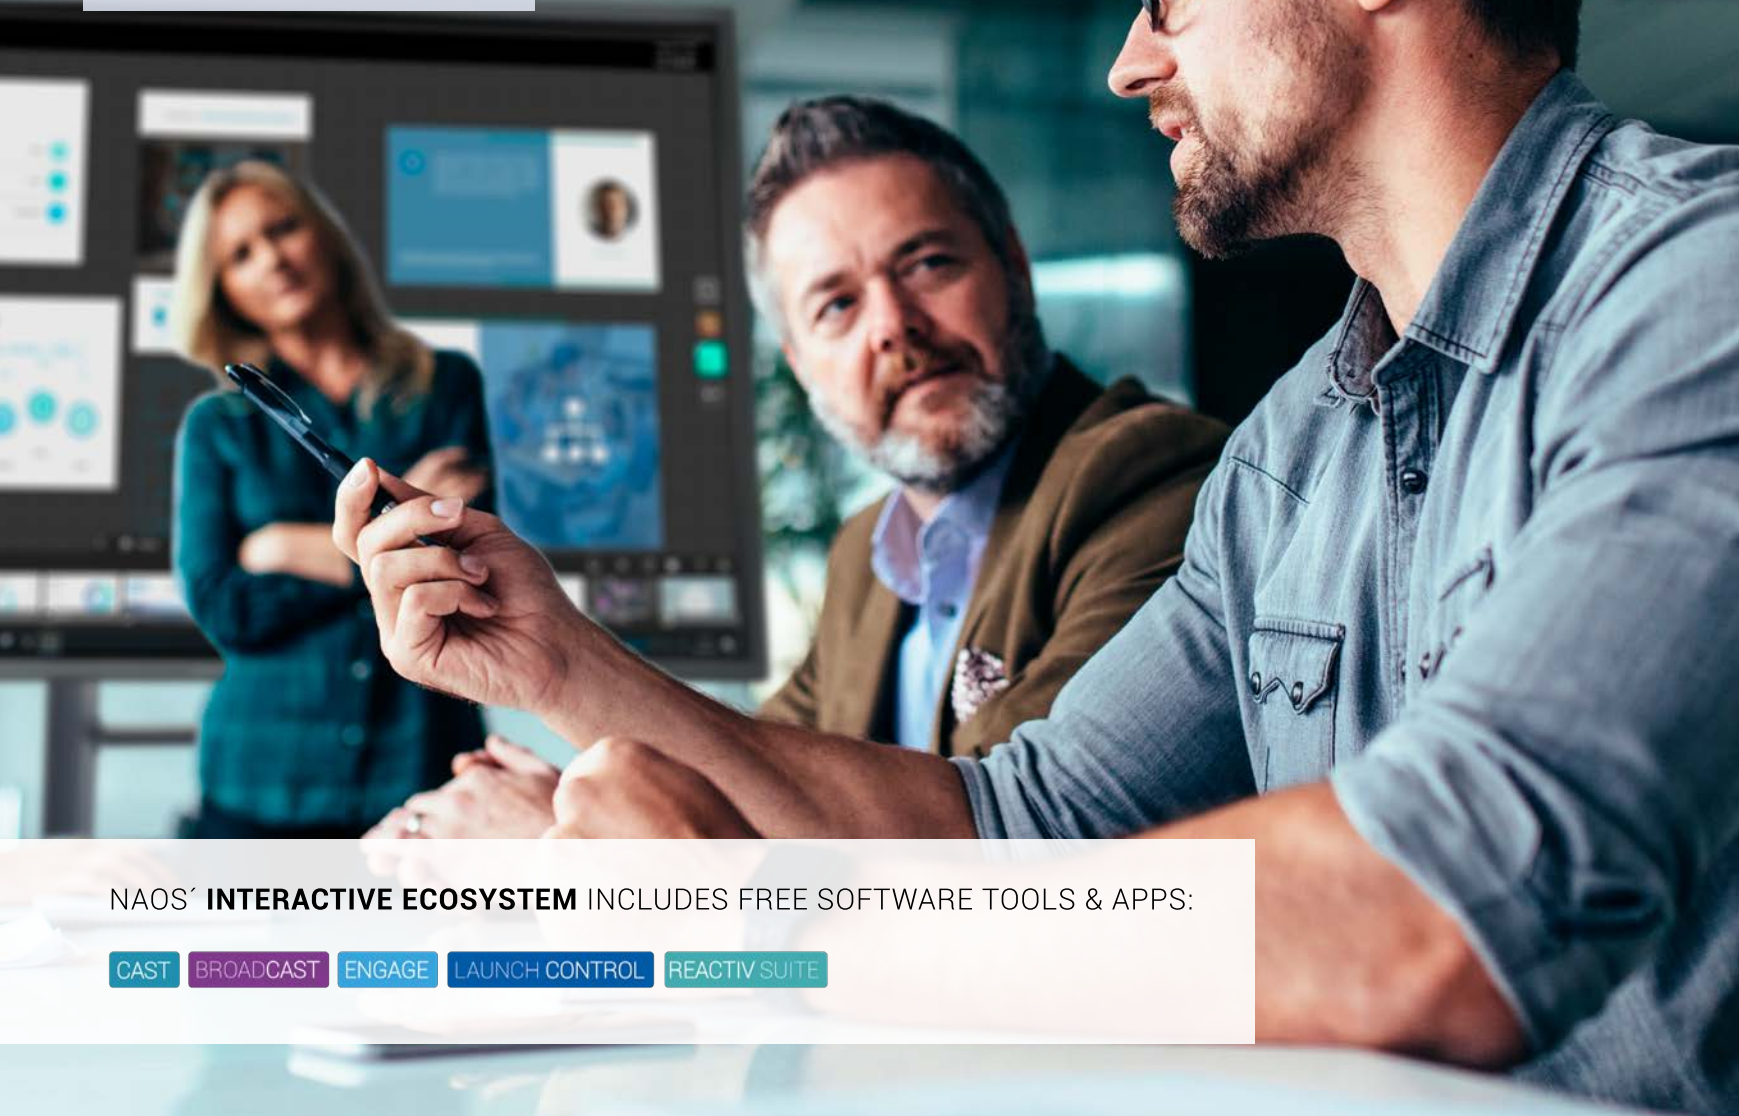 NAOS´ INTERACTIVE ECOSYSTEM INCLUDES FREE SOFTWARE TOOLS & APPS:
CAST BROADCAST ENGAGE LAUNCH CONTROL REACTIV SUITE